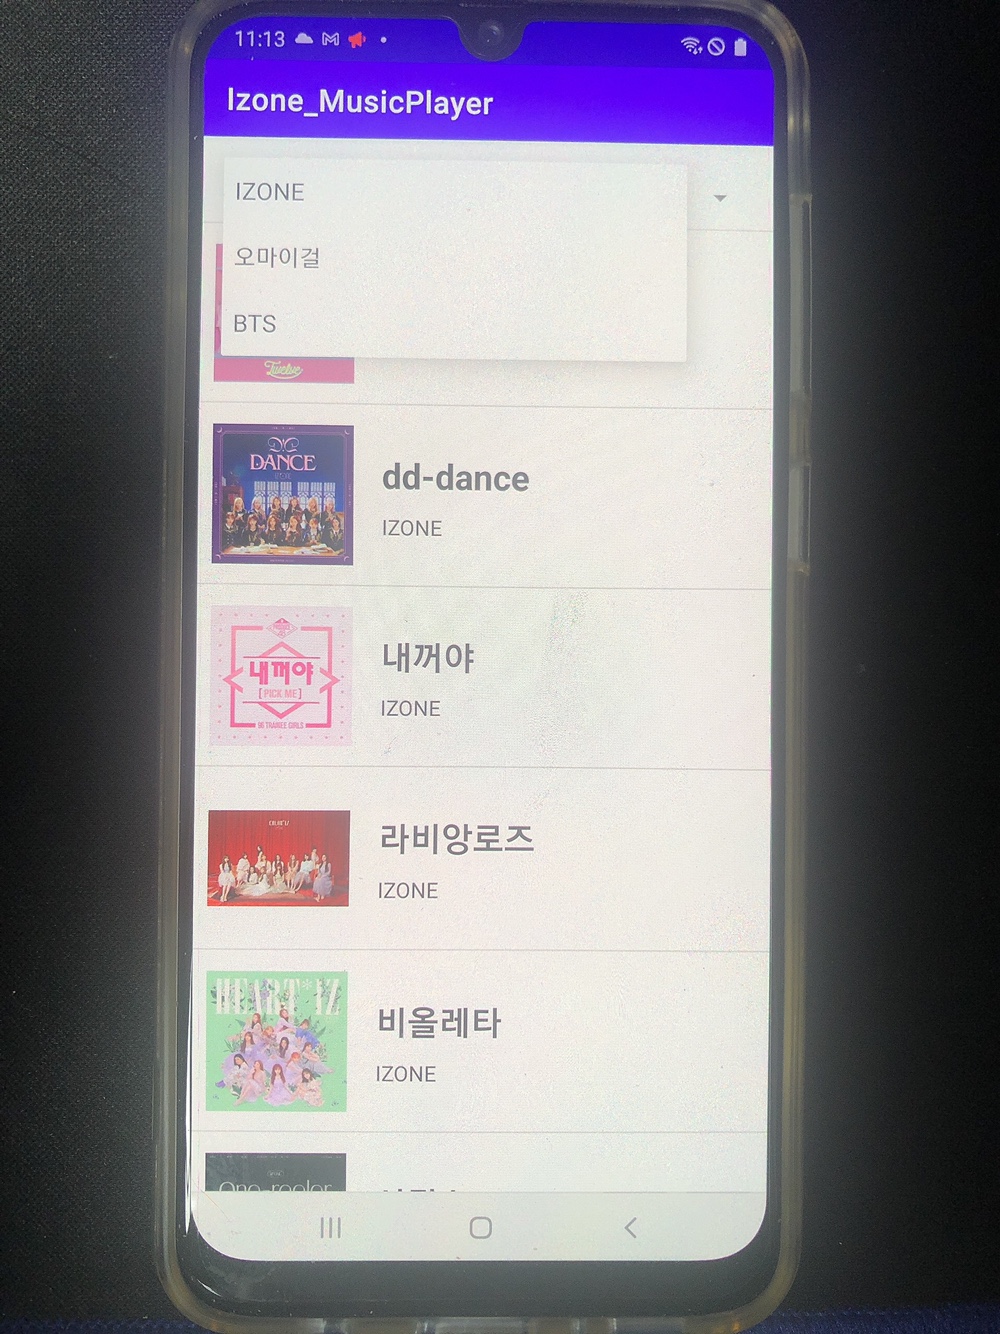 11:13
Izone_MusicPlayer
IZONE
오마이걸
BTS
Twelve
DANCE
dd-dance
IZONE
내꺼야
[PICK ME]
96 TRAINEE GIRLS
내꺼야
IZONE
라비앙로즈
IZONE
HEART*IZ
비올레타
IZONE
One-reeler